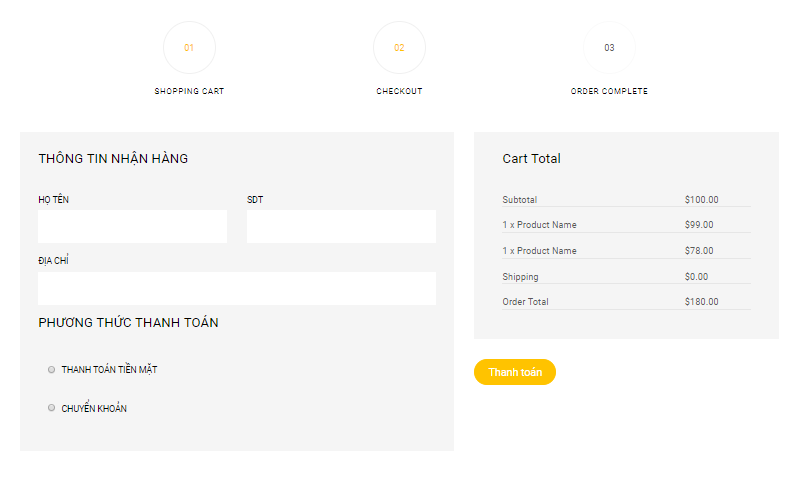 01
02
03
SHOPPING CART
CHECKOUT
ORDER COMPLETE
THÔNG TIN NHẬN HÀNG
HỌ TÊN
SDT
ĐỊA CHỈ
PHƯƠNG THỨC THANH TOÁN
THANH TOÁN TIỀN MẶT
CHUYỂN KHOẢN
Cart Total
Subtotal $100.00
1 x Product Name $99.00
1 x Product Name $78.00
Shipping $0.00
Order Total $180.00
Thanh toán